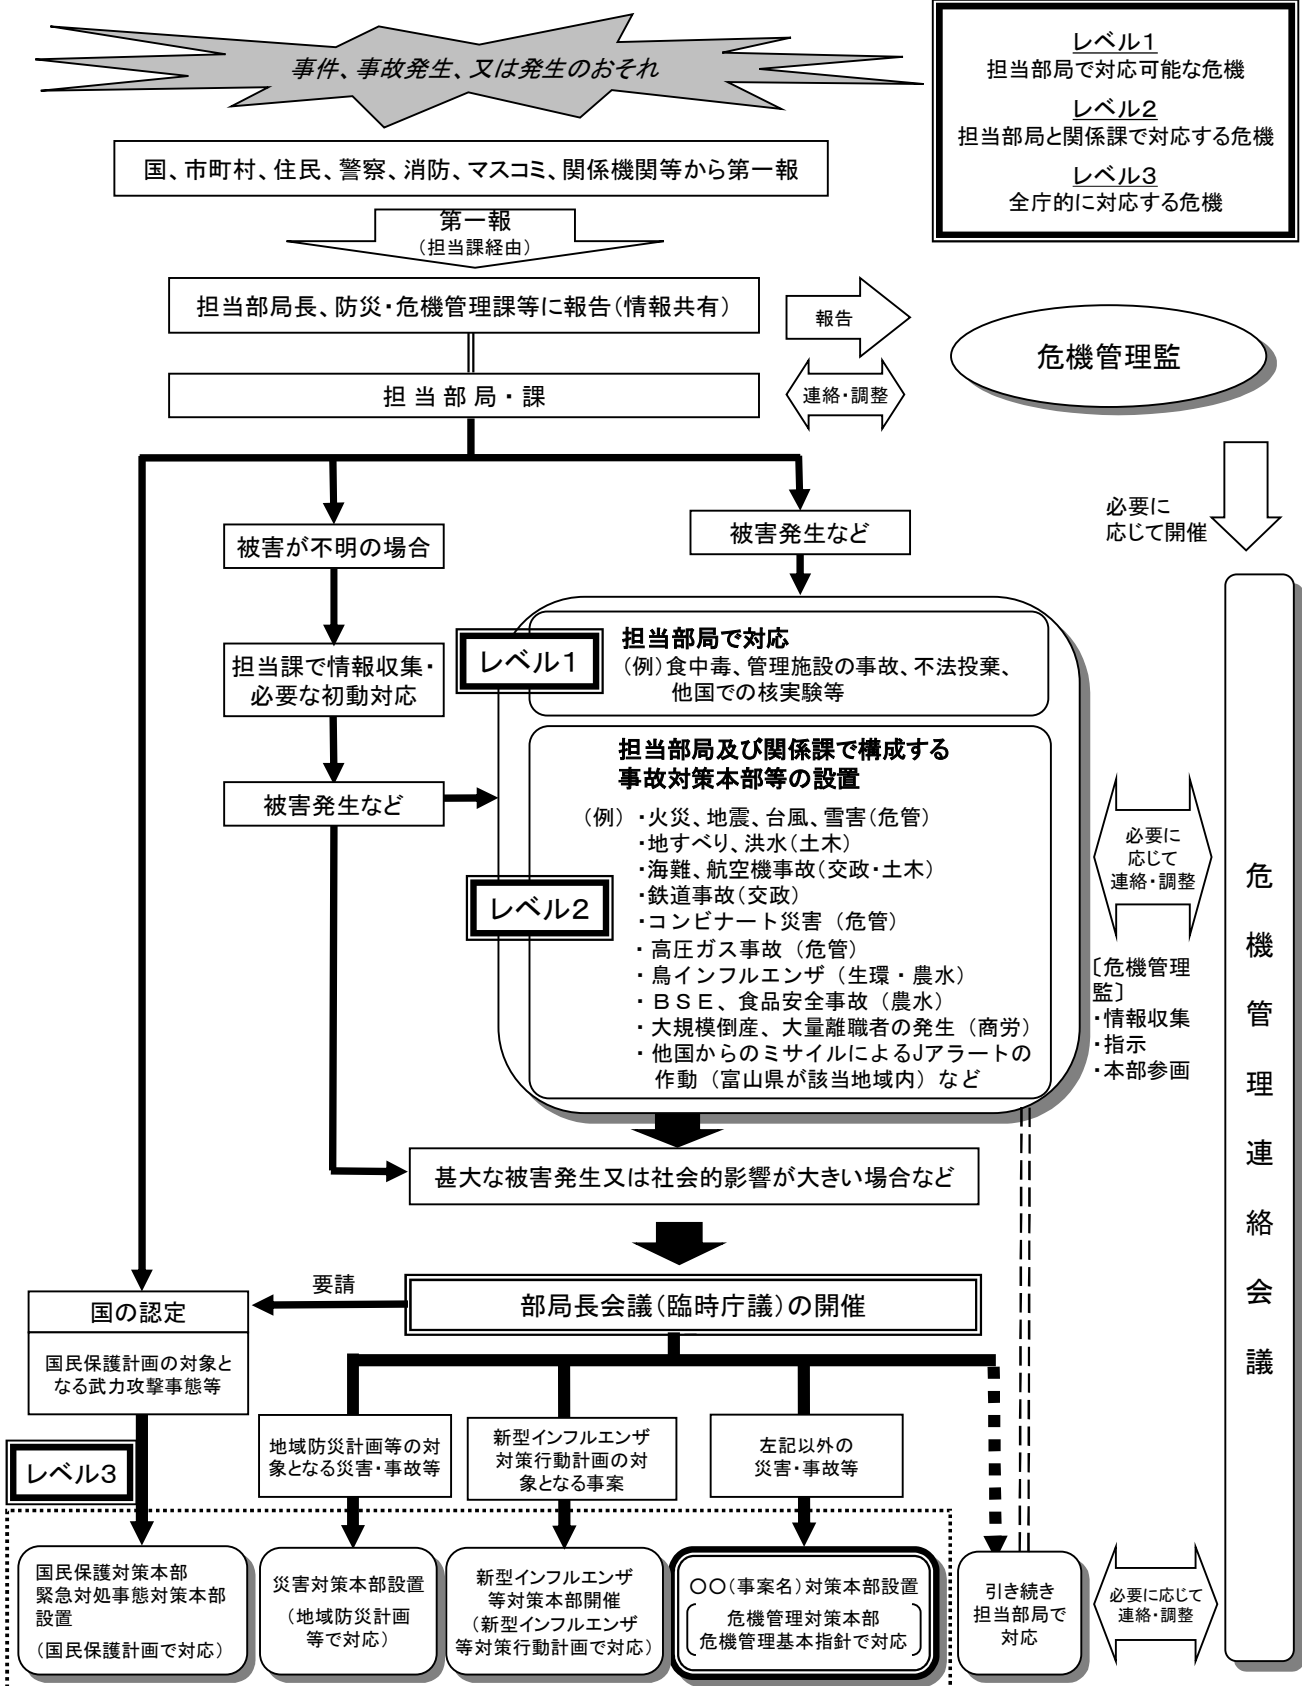 事件、事故発生、又は発生のおそれ
レベル1
担当部局で対応可能な危機
レベル2
担当部局と関係課で対応する危機
レベル3
全庁的に対応する危機
国、市町村、住民、警察、消防、マスコミ、関係機関等から第一報
第一報
（担当課経由）
担当部局長、防災・危機管理課等に報告（情報共有）
報告
危機管理監
担当部局・課
連絡・調整
必要に
応じて開催
被害が不明の場合
被害発生など
担当課で情報収集・
必要な初動対応
被害発生など
レベル1
担当部局で対応
（例）食中毒、管理施設の事故、不法投棄、
他国での核実験等
レベル2
担当部局及び関係課で構成する
事故対策本部等の設置
（例）・火災、地震、台風、雪害（危管）
・地すべり、洪水（土木）
・海難、航空機事故（交政・土木）
・鉄道事故（交政）
・コンビナート災害（危管）
・高圧ガス事故（危管）
・鳥インフルエンザ（生環・農水）
・ＢＳＥ、食品安全事故（農水）
・大規模倒産、大量離職者の発生（商労）
・他国からのミサイルによるJアラートの
作動（富山県が該当地域内）など
必要に
応じて
連絡・調整
〔危機管理
監〕
・情報収集
・指示
・本部参画
危機管理連絡会議
甚大な被害発生又は社会的影響が大きい場合など
要請
部局長会議（臨時庁議）の開催
国の認定
国民保護計画の対象と
なる武力攻撃事態等
レベル3
地域防災計画等の対
象となる災害・事故等
新型インフルエンザ
対策行動計画の対
象となる事案
左記以外の
災害・事故等
国民保護対策本部
緊急対処事態対策本部
設置
（国民保護計画で対応）
災害対策本部設置
（地域防災計画
等で対応）
新型インフルエンザ
等対策本部開催
（新型インフルエンザ
等対策行動計画で対応）
○○（事案名）対策本部設置
危機管理対策本部
危機管理基本指針で対応
引き続き
担当部局で
対応
必要に応じて
連絡・調整